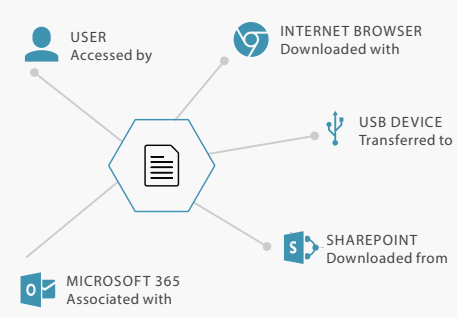 USER
Accessed by
INTERNET BROWSER
Downloaded with
USB DEVICE
Transferred to
S
SHAREPOINT
Downloaded from
O
MICROSOFT 365
Associated with